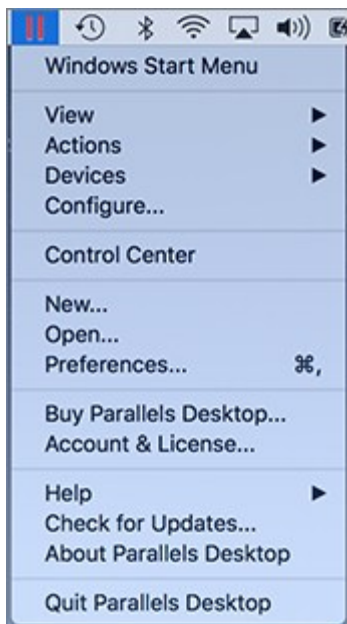 Windows Start Menu
View
Actions
Devices
Configure...
Control Center
New...
Open...
Preferences... ⌘,
Buy Parallels Desktop...
Account & License...
Help
Check for Updates...
About Parallels Desktop
Quit Parallels Desktop